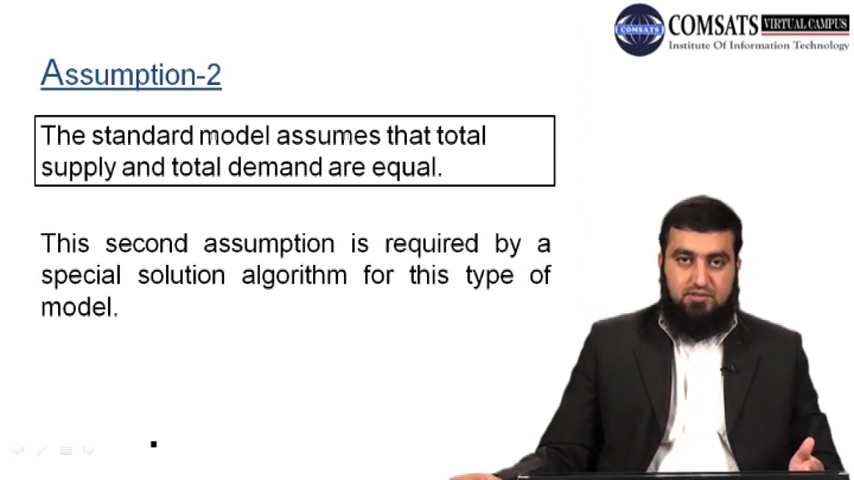 COMSATS
COMSATS VIRTUAL CAMPUS
Institute Of Information Technology
Assumption-2
The standard model assumes that total
supply and total demand are equal.
This second assumption is required by a
special solution algorithm for this type of
model.